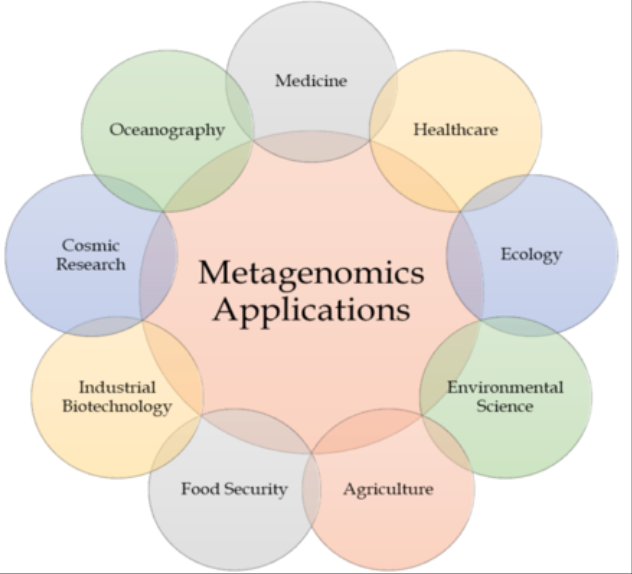 Medicine
Healthcare
Ecology
Environmental
Science
Agriculture
Food Security
Industrial
Biotechnology
Cosmic
Research
Oceanography
Metagenomics
Applications